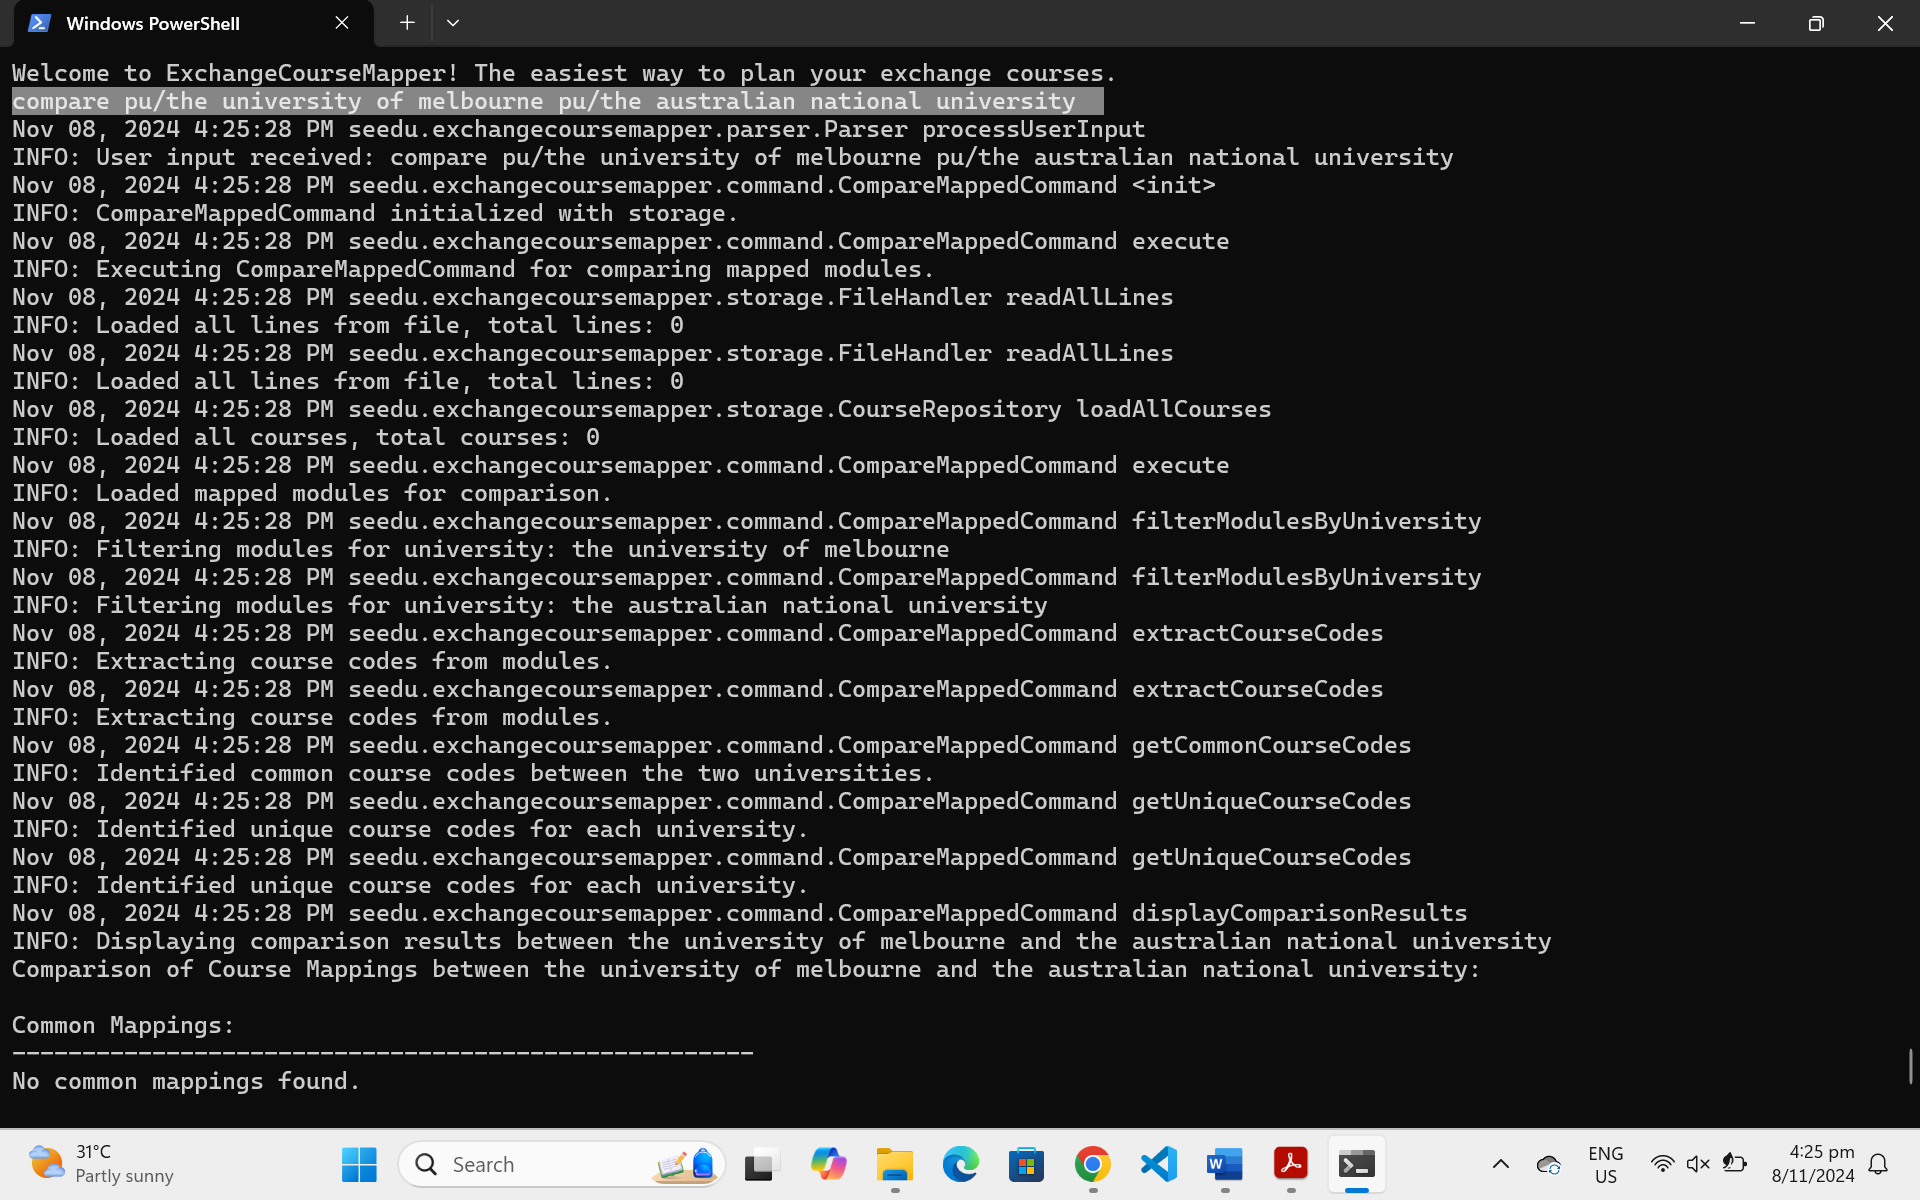 Windows PowerShell
Welcome to ExchangeCourseMapper! The easiest way to plan your exchange courses.
compare pu/the university of melbourne pu/the australian national university
Nov 08, 2024 4:25:28 PM seedu.exchangecoursemapper.parser.Parser processUserInput
INFO: User input received: compare pu/the university of melbourne pu/the australian national university
Nov 08, 2024 4:25:28 PM seedu.exchangecoursemapper.command.CompareMappedCommand <init>
INFO: CompareMappedCommand initialized with storage.
Nov 08, 2024 4:25:28 PM seedu.exchangecoursemapper.command.CompareMappedCommand execute
INFO: Executing CompareMappedCommand for comparing mapped modules.
Nov 08, 2024 4:25:28 PM seedu.exchangecoursemapper.storage.FileHandler readAllLines
INFO: Loaded all lines from file, total lines: 0
Nov 08, 2024 4:25:28 PM seedu.exchangecoursemapper.storage.FileHandler readAllLines
INFO: Loaded all lines from file, total lines: 0
Nov 08, 2024 4:25:28 PM seedu.exchangecoursemapper.storage.CourseRepository loadAllCourses
INFO: Loaded all courses, total courses: 0
Nov 08, 2024 4:25:28 PM seedu.exchangecoursemapper.command.CompareMappedCommand execute
INFO: Loaded mapped modules for comparison.
Nov 08, 2024 4:25:28 PM seedu.exchangecoursemapper.command.CompareMappedCommand filterModulesByUniversity
INFO: Filtering modules for university: the university of melbourne
Nov 08, 2024 4:25:28 PM seedu.exchangecoursemapper.command.CompareMappedCommand filterModulesByUniversity
INFO: Filtering modules for university: the australian national university
Nov 08, 2024 4:25:28 PM seedu.exchangecoursemapper.command.CompareMappedCommand extractCourseCodes
INFO: Extracting course codes from modules.
Nov 08, 2024 4:25:28 PM seedu.exchangecoursemapper.command.CompareMappedCommand extractCourseCodes
INFO: Extracting course codes from modules.
Nov 08, 2024 4:25:28 PM seedu.exchangecoursemapper.command.CompareMappedCommand getCommonCourseCodes
INFO: Identified common course codes between the two universities.
Nov 08, 2024 4:25:28 PM seedu.exchangecoursemapper.command.CompareMappedCommand getUniqueCourseCodes
INFO: Identified unique course codes for each university.
Nov 08, 2024 4:25:28 PM seedu.exchangecoursemapper.command.CompareMappedCommand getUniqueCourseCodes
INFO: Identified unique course codes for each university.
Nov 08, 2024 4:25:28 PM seedu.exchangecoursemapper.command.CompareMappedCommand displayComparisonResults
INFO: Displaying comparison results between the university of melbourne and the australian national university
Comparison of Course Mappings between the university of melbourne and the australian national university:
Common Mappings:
-----------------------------------------------------
No common mappings found.
31°C
Partly sunny
Search
ENG
US
4:25 pm
8/11/2024